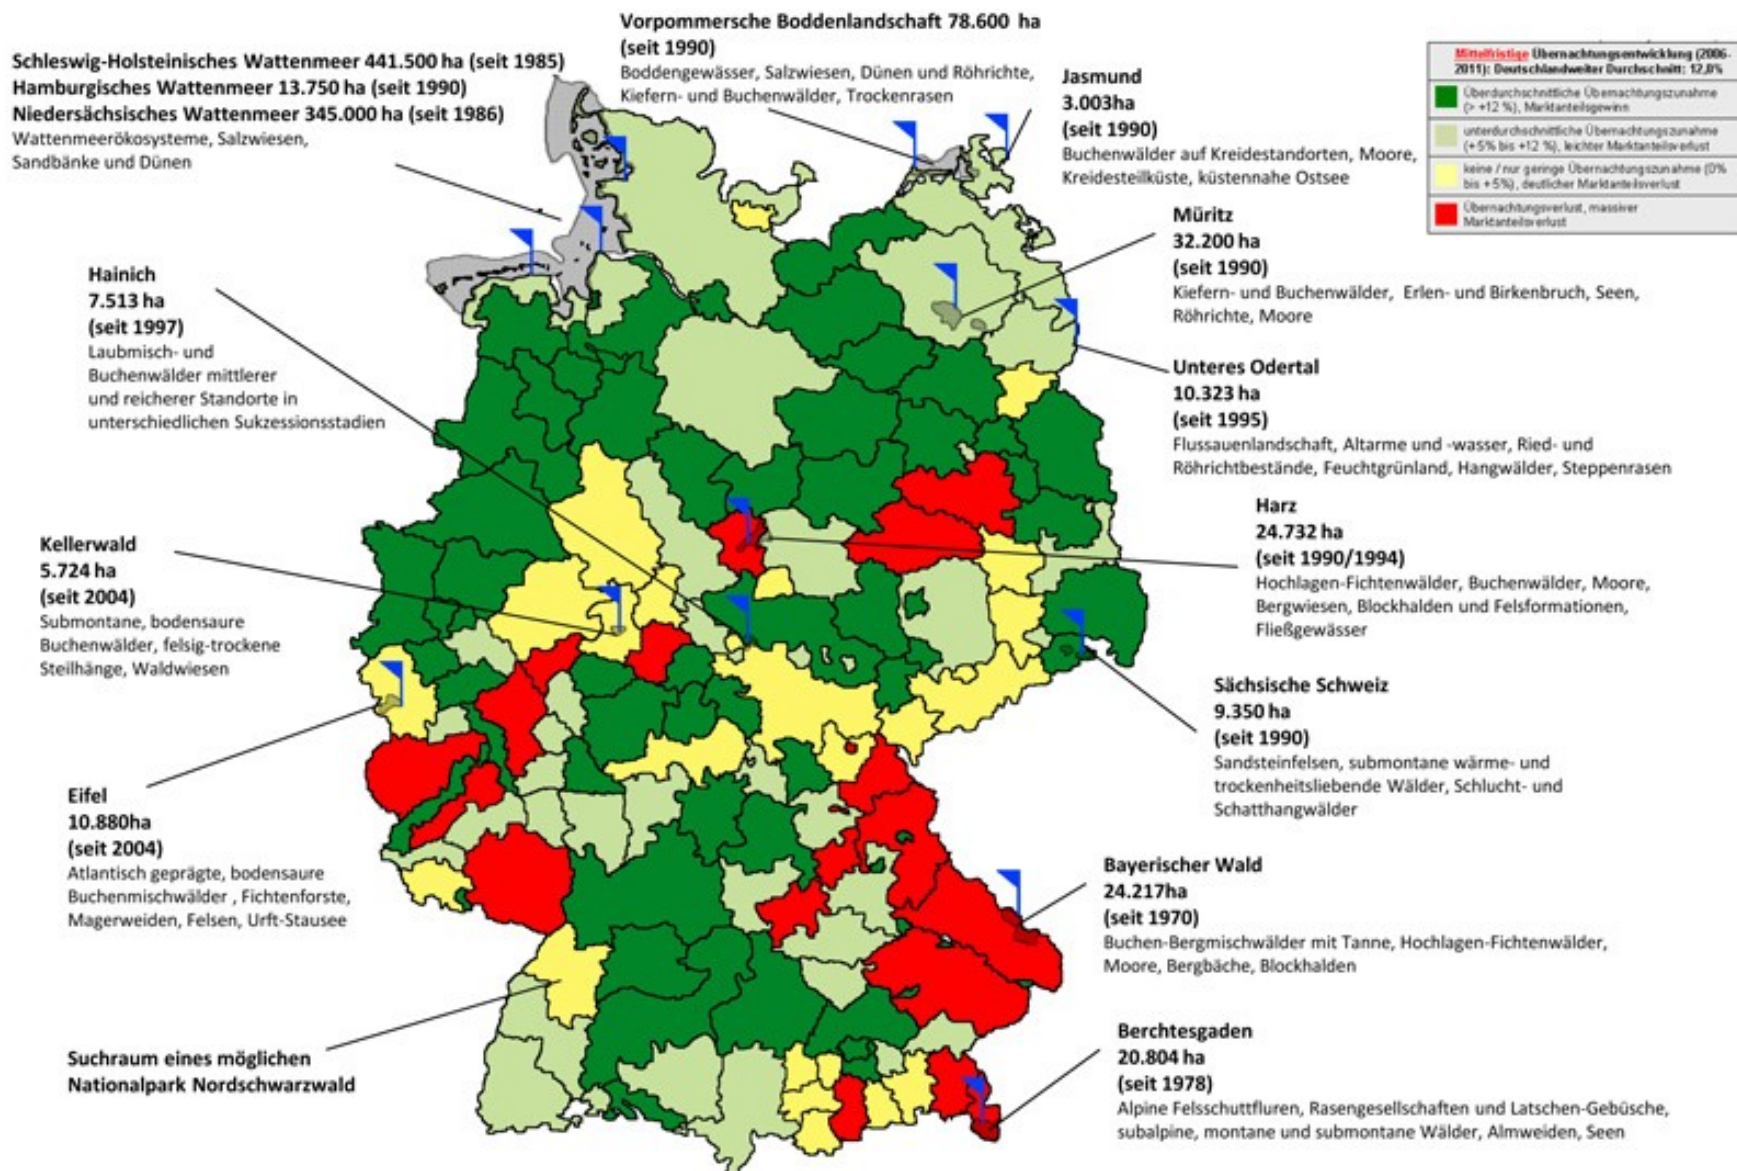 Schleswig-Holsteinisches Wattenmeer 441.500 ha (seit 1985)
Hamburgisches Wattenmeer 13.750 ha (seit 1990)
Niedersächsisches Wattenmeer 345.000 ha (seit 1986)
Wattenmeerökosysteme, Salzwiesen,
Sandbänke und Dünen
Vorpommersche Boddenlandschaft 78.600 ha
(seit 1990)
Boddengewässer, Salzwiesen, Dünen und Röhrichte,
Kiefern- und Buchenwälder, Trockenrasen
Jasmund
3.003ha
(seit 1990)
Buchenwälder auf Kreidestandorten, Moore,
Kreidesteilküste, küstennahe Ostsee
Mittelfristige Übernachtungsentwicklung (2006-
2011): Deutschlandweiter Durchschnitt: 12,0%
Überdurchschnittliche Übernachtungszunahme
(> +12 %), Marktanteilsgewinn
unterdurchschnittliche Übernachtungszunahme
(+5% bis +12 %), leichter Marktanteilsverlust
keine / nur geringe Übernachtungszunahme (0%
bis +5%), deutlicher Marktanteilsverlust
Übernachtungsverlust, massiver
Marktanteilsverlust
Müritz
32.200 ha
(seit 1990)
Kiefern- und Buchenwälder, Erlen- und Birkenbruch, Seen,
Röhrichte, Moore
Hainich
7.513 ha
(seit 1997)
Laubmisch- und
Buchenwälder mittlerer
und reicherer Standorte in
unterschiedlichen Sukzessionsstadien
Unteres Odertal
10.323 ha
(seit 1995)
Flussauenlandschaft, Altarme und -wasser, Ried- und
Röhrichtbestände, Feuchtgrünland, Hangwälder, Steppenrasen
Harz
24.732 ha
(seit 1990/1994)
Hochlagen-Fichtenwälder, Buchenwälder, Moore,
Bergwiesen, Blockhalden und Felsformationen,
Fließgewässer
Kellerwald
5.724 ha
(seit 2004)
Submontane, bodensaure
Buchenwälder, felsig-trockene
Steilhänge, Waldwiesen
Sächsische Schweiz
9.350 ha
(seit 1990)
Sandsteinfelsen, submontane wärme- und
trockenheitsliebende Wälder, Schlucht- und
Schatthangwälder
Eifel
10.880ha
(seit 2004)
Atlantisch geprägte, bodensaure
Buchenmischwälder , Fichtenforste,
Magerweiden, Felsen, Urft-Stausee
Bayerischer Wald
24.217ha
(seit 1970)
Buchen-Bergmischwälder mit Tanne, Hochlagen-Fichtenwälder,
Moore, Bergbäche, Blockhalden
Suchraum eines möglichen
Nationalpark Nordschwarzwald
Berchtesgaden
20.804 ha
(seit 1978)
Alpine Felsschuttfluren, Rasengesellschaften und Latschen-Gebüsche,
subalpine, montane und submontane Wälder, Almweiden, Seen